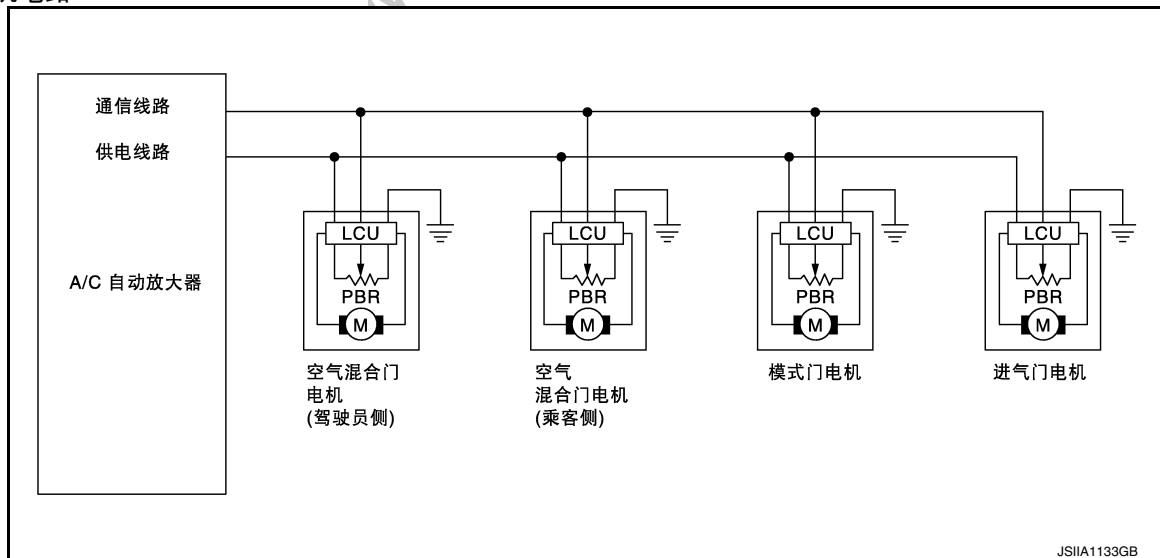 通信线路
供电线路
A/C 自动放大器
LCU
PBR
M
空气混合门
电机
(驾驶员侧)
LCU
PBR
M
空气
混合门电机
(乘客侧)
LCU
PBR
M
模式门电机
LCU
PBR
M
进气门电机
JSIIA1133GB